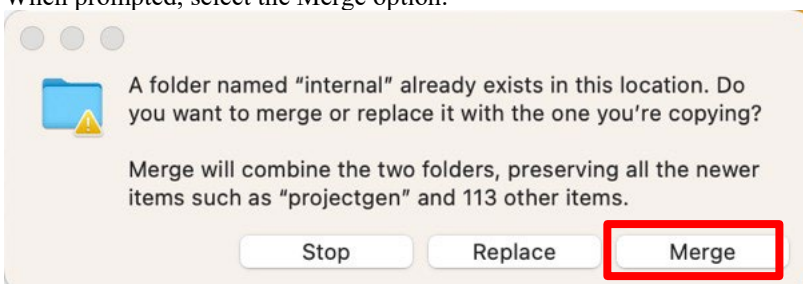 When prompted, select the Merge option.
A folder named “internal” already exists in this location. Do
you want to merge or replace it with the one you’re copying?
Merge will combine the two folders, preserving all the newer
items such as “projectgen” and 113 other items.
Stop Replace Merge